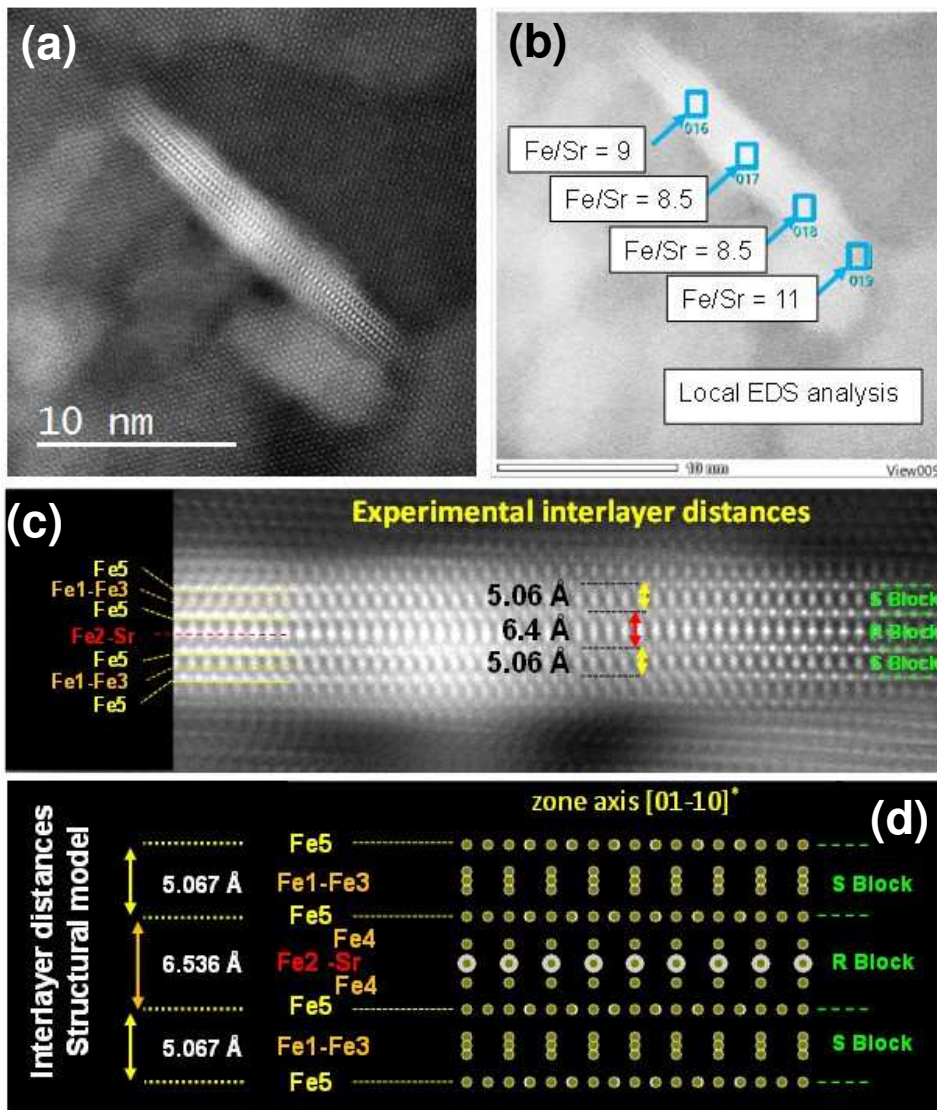 (a)
10 nm
(b)
016
Fe/Sr = 9
017
Fe/Sr = 8.5
018
Fe/Sr = 8.5
019
Fe/Sr = 11
Local EDS analysis
90 nm
View009
(c)
Experimental interlayer distances
Fe5
Fe1-Fe3
Fe5
Fe2-Sr
Fe5
Fe1-Fe3
Fe5
5.06 Å
6.4 Å
5.06 Å
S Block
R Block
S Block
(d)
zone axis [01-10]*
Interlayer distances
Structural model
Fe5
5.067 Å Fe1-Fe3 S Block
Fe5
Fe4
6.536 Å Fe2 -Sr R Block
Fe4
Fe5
5.067 Å Fe1-Fe3 S Block
Fe5